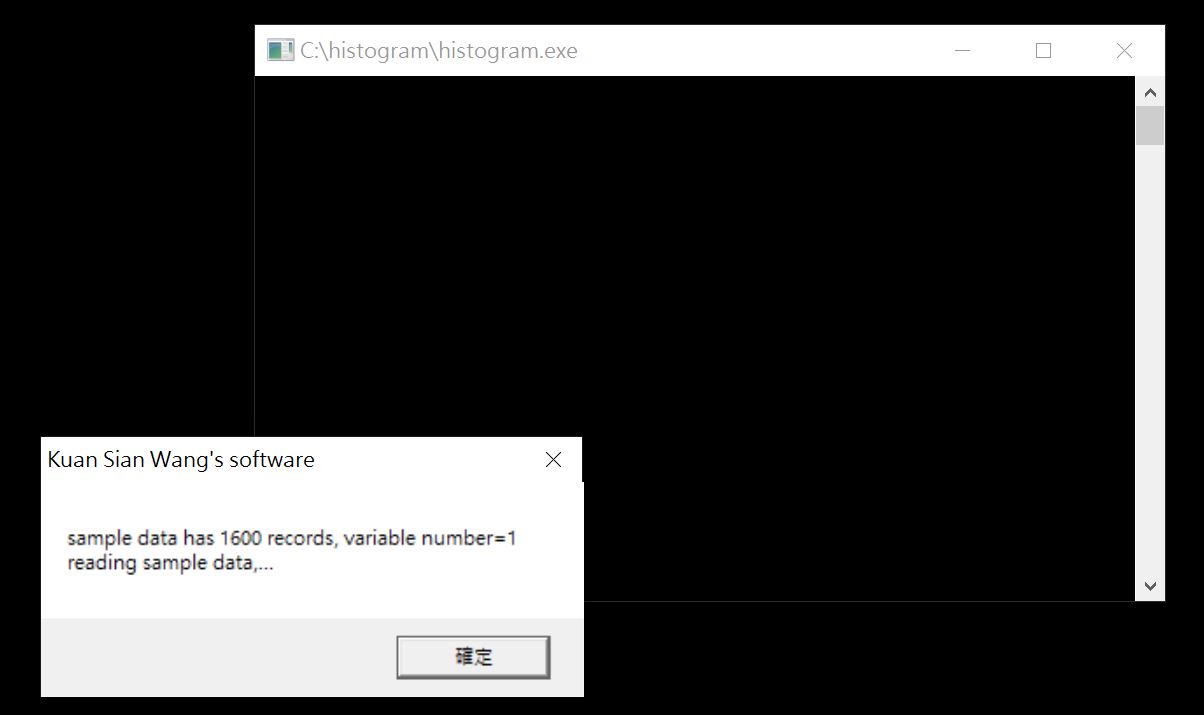 C:\histogram\histogram.exe
Kuan Sian Wang's software
sample data has 1600 records, variable number=1
reading sample data,...
確定